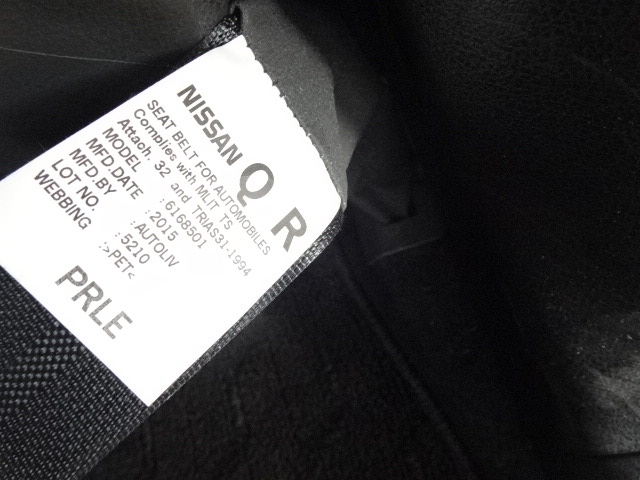 NISSAN Q R
SEAT BELT FOR AUTOMOBILES
Complies with MLIT TS
Attach. 32 and TRIAS31-1994
MODEL :6168501
MFD.DATE :2015
MFD.BY :AUTOLIV
LOT NO. :5210
WEBBING :>PET<
PRLE